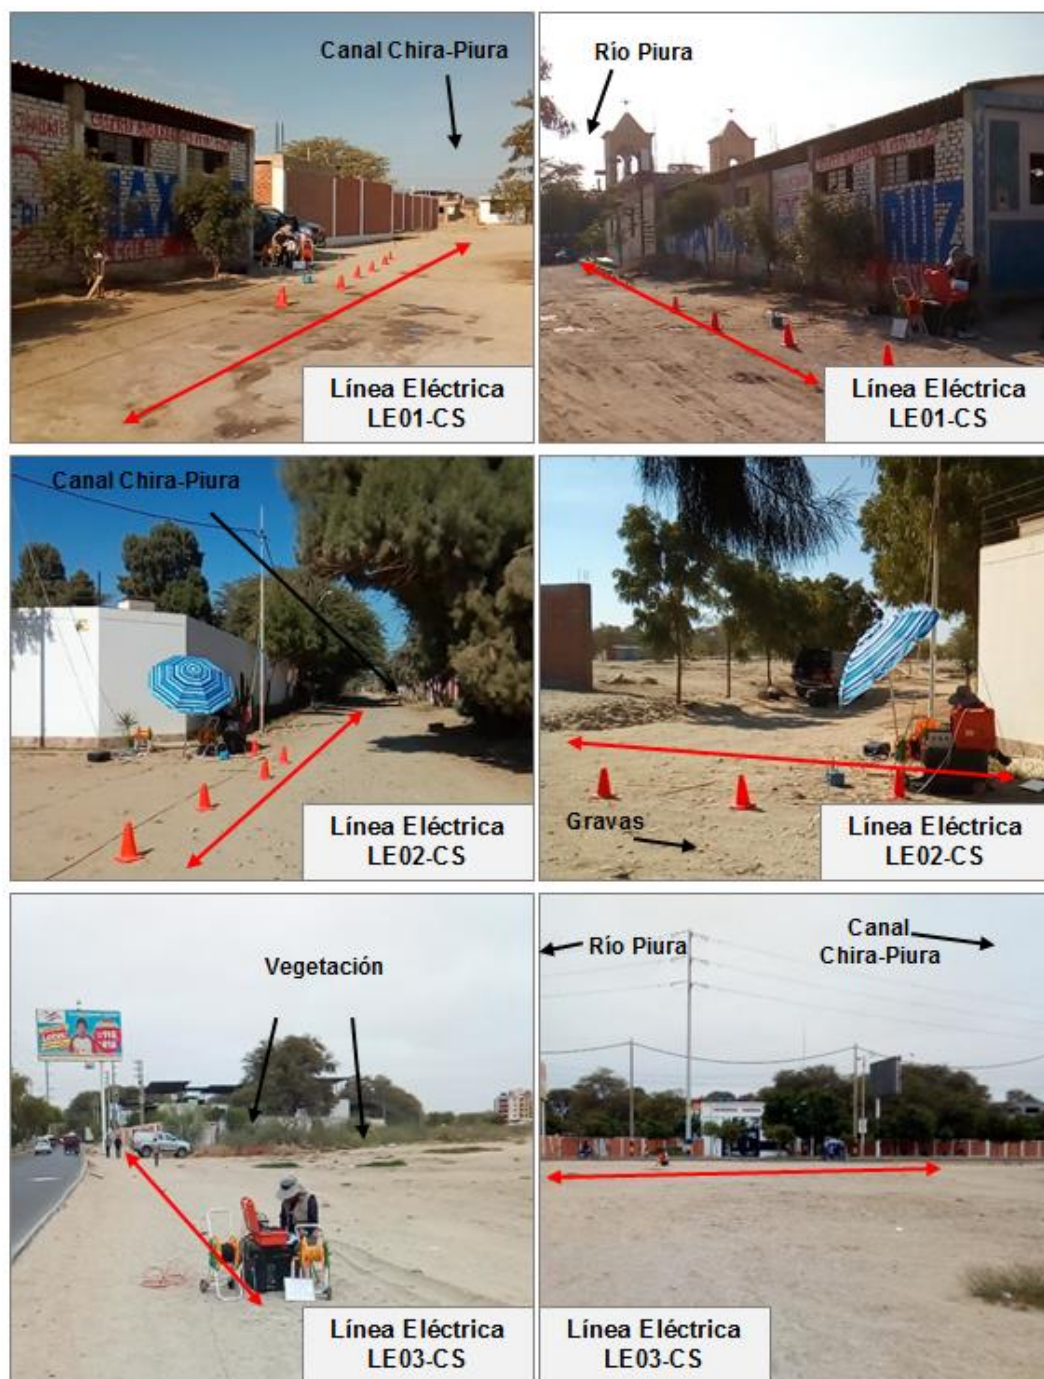 Canal Chira-Piura
Línea Eléctrica
LE01-CS
Río Piura
RUIZ
Línea Eléctrica
LE01-CS
Canal Chira-Piura
Línea Eléctrica
LE02-CS
Gravas
Línea Eléctrica
LE02-CS
Vegetación
Línea Eléctrica
LE03-CS
Río Piura
Canal
Chira-Piura
Línea Eléctrica
LE03-CS